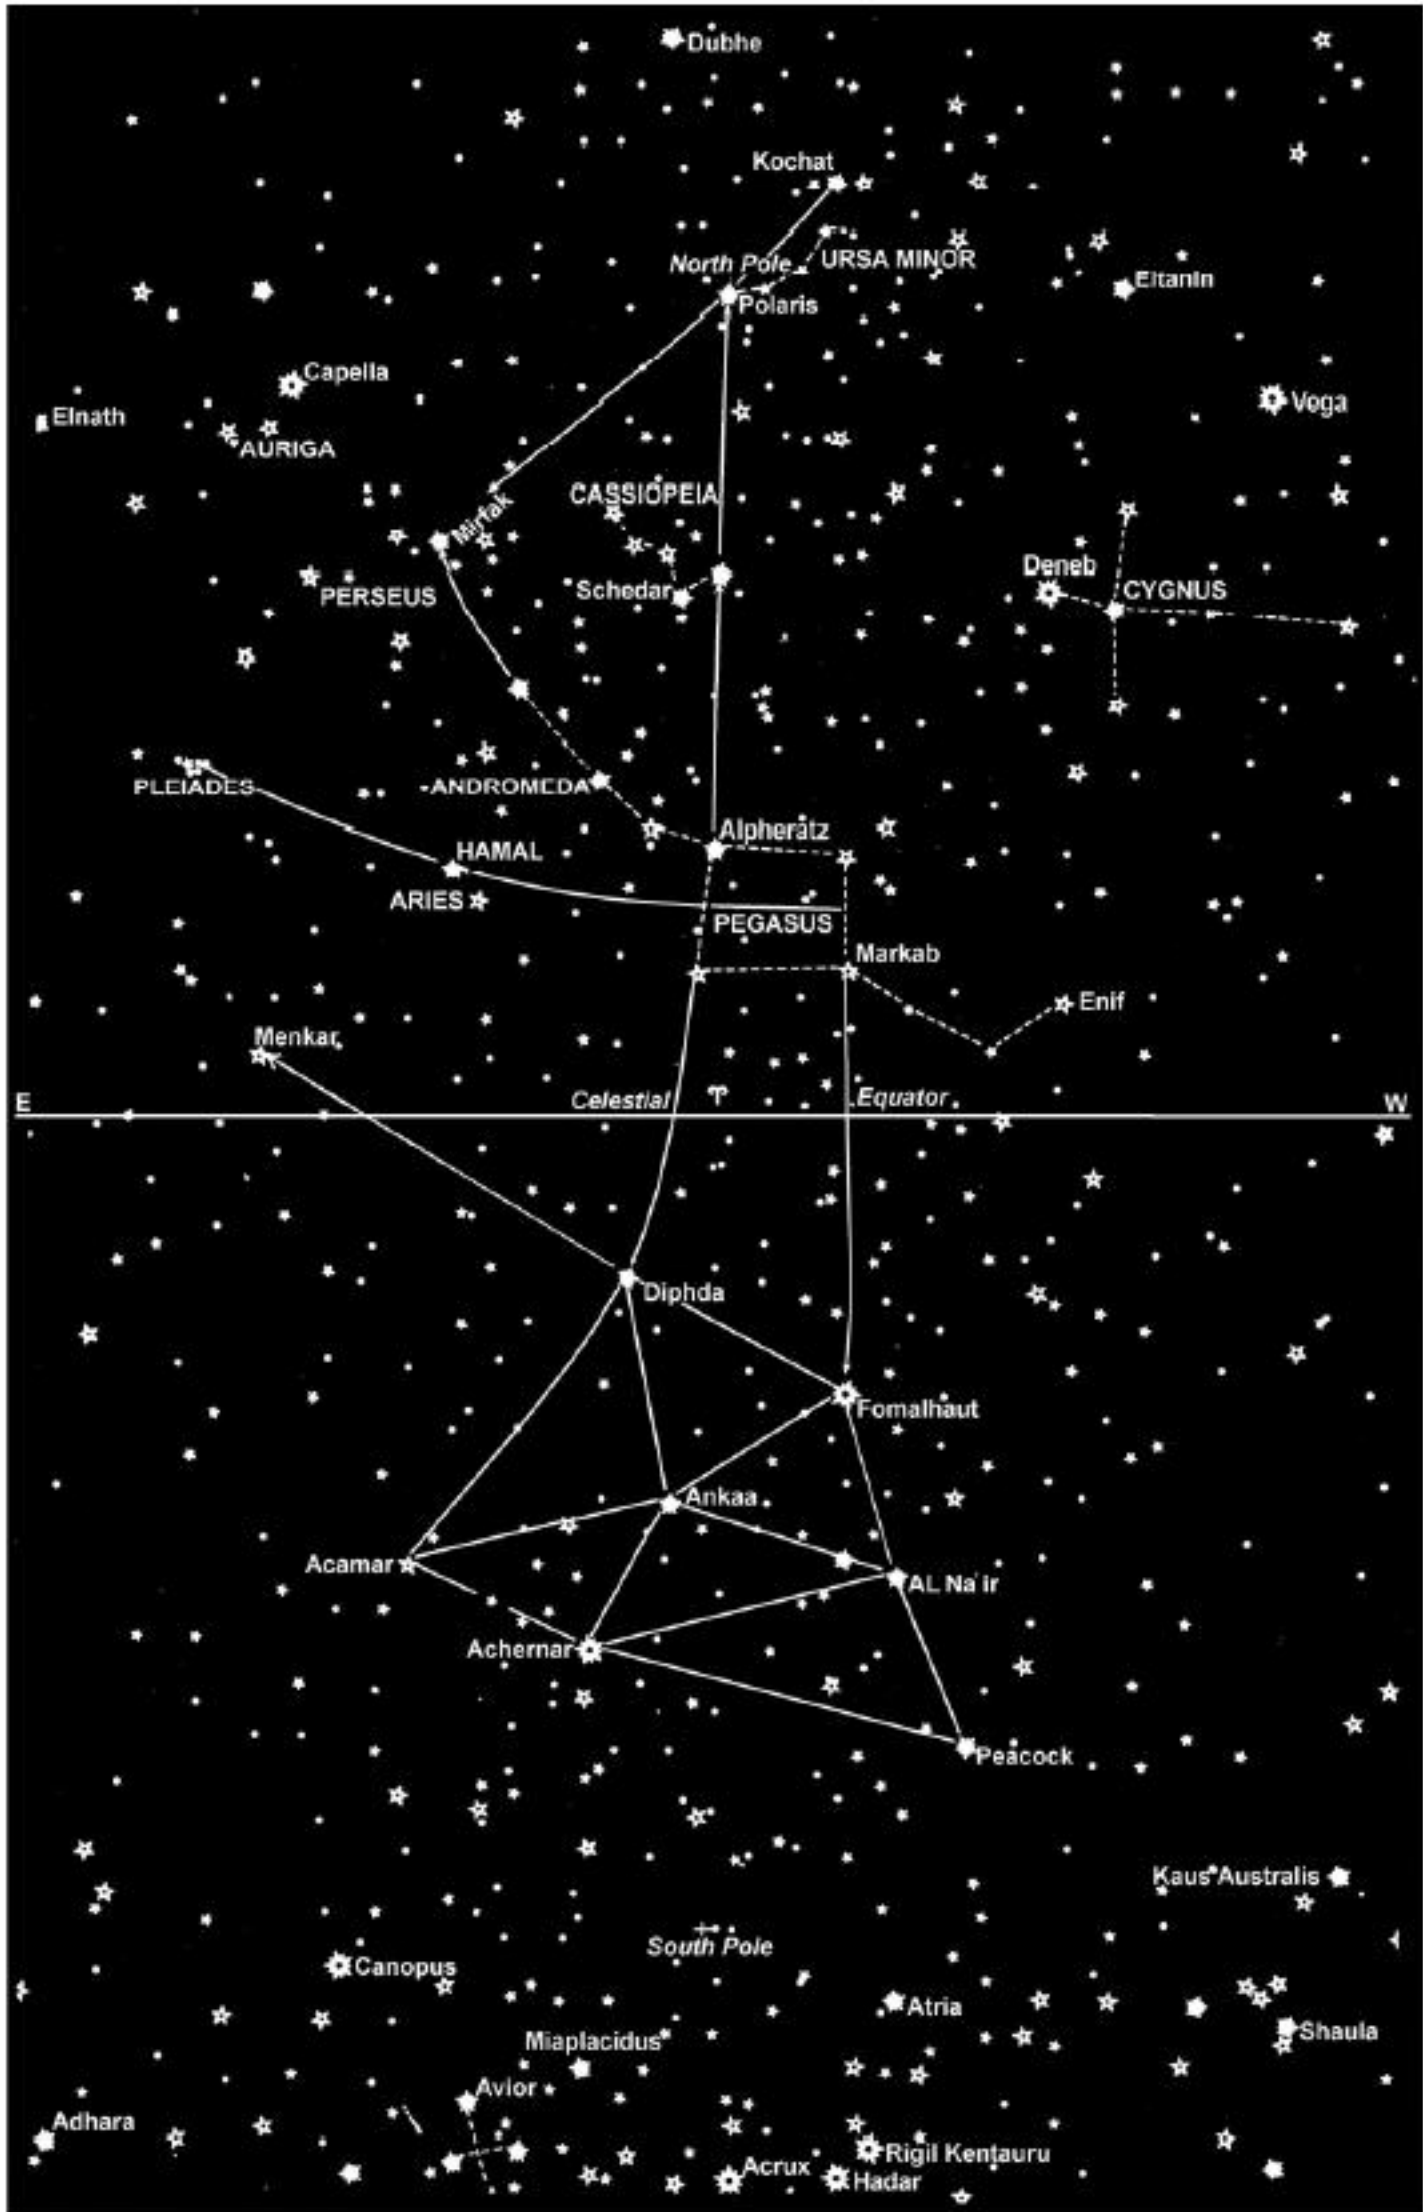 Dubhe
Kochat
North Pole
URSA MINOR
Eltanin
Polaris
Capella
Elnath
Voga
AURIGA
CASSIOPEIA
Mirfak
Deneb
Schedar
CYGNUS
PERSEUS
PLEIADES
ANDROMEDA
Alpheratz
HAMAL
ARIES
PEGASUS
Markab
Enif
Menkar
E
Celestial
♈
Equator
W
Diphda
Fomalhaut
Ankaa
Acamar
AL Na'ir
Achernar
Peacock
Kaus Australis
South Pole
Canopus
Atria
Shaula
Miaplacidus
Avior
Adhara
Rigil Kentauru
Acrux
Hadar